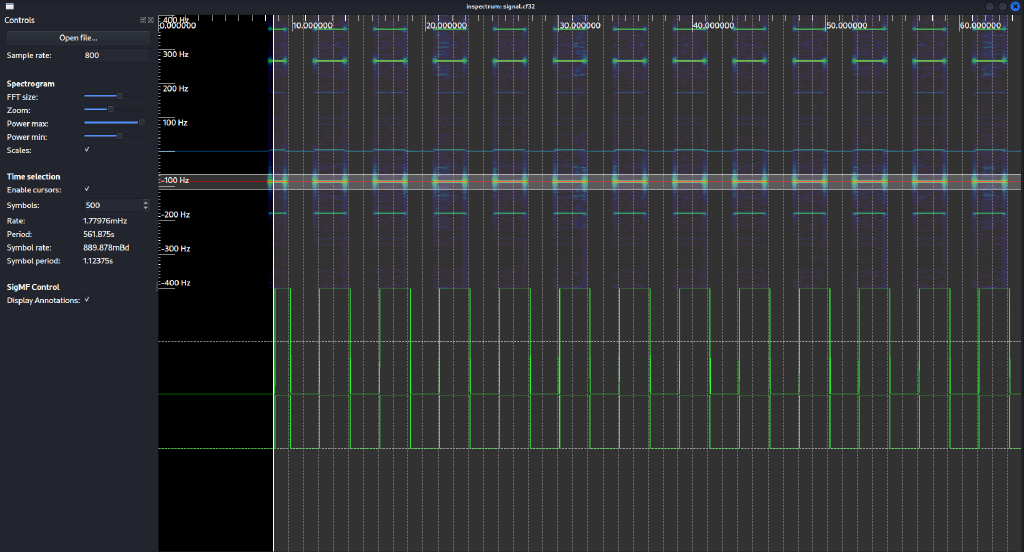 inspectrum: signal.cf32
Controls
Open file...
Sample rate: 800
Spectrogram
FFT size:
Zoom:
Power max:
Power min:
Scales:
Time selection
Enable cursors:
Symbols: 500
Rate: 1.77976mHz
Period: 561.875s
Symbol rate: 889.878mBd
Symbol period: 1.12375s
SigMF Control
Display Annotations:
400 Hz
0.000000 10.000000 20.000000 30.000000 40.000000 50.000000 60.000000
300 Hz
200 Hz
100 Hz
-100 Hz
-200 Hz
-300 Hz
-400 Hz